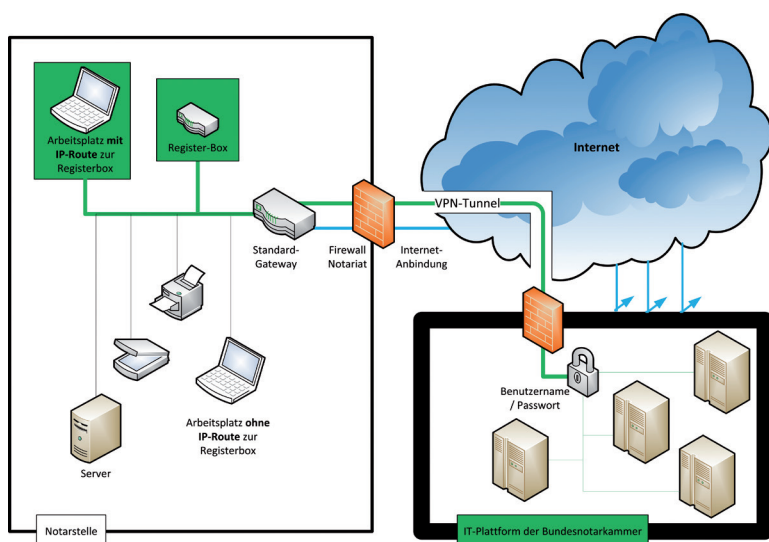 Arbeitsplatz mit
IP-Route zur
Registerbox
Register-Box
Internet
VPN-Tunnel
Standard-
Gateway
Firewall
Notariat
Internet-
Anbindung
Benutzername
/ Passwort
Arbeitsplatz ohne
IP-Route zur
Registerbox
Server
Notarstelle
IT-Plattform der Bundesnotarkammer